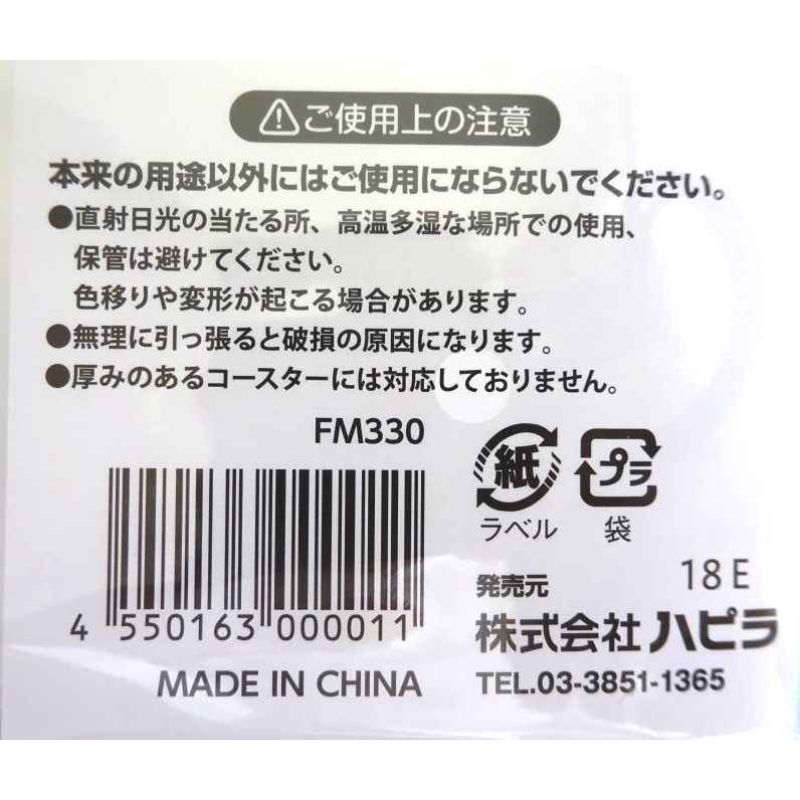 ⚠ご使用上の注意
本来の用途以外にはご使用にならないでください。
●直射日光の当たる所、高温多湿な場所での使用、
保管は避けてください。
色移りや変形が起こる場合があります。
●無理に引っ張ると破損の原因になります。
●厚みのあるコースターには対応しておりません。
FM330
紙
ラベル
プラ
袋
4 550163 000011
MADE IN CHINA
発売元
18E
株式会社ハピラ
TEL.03-3851-1365